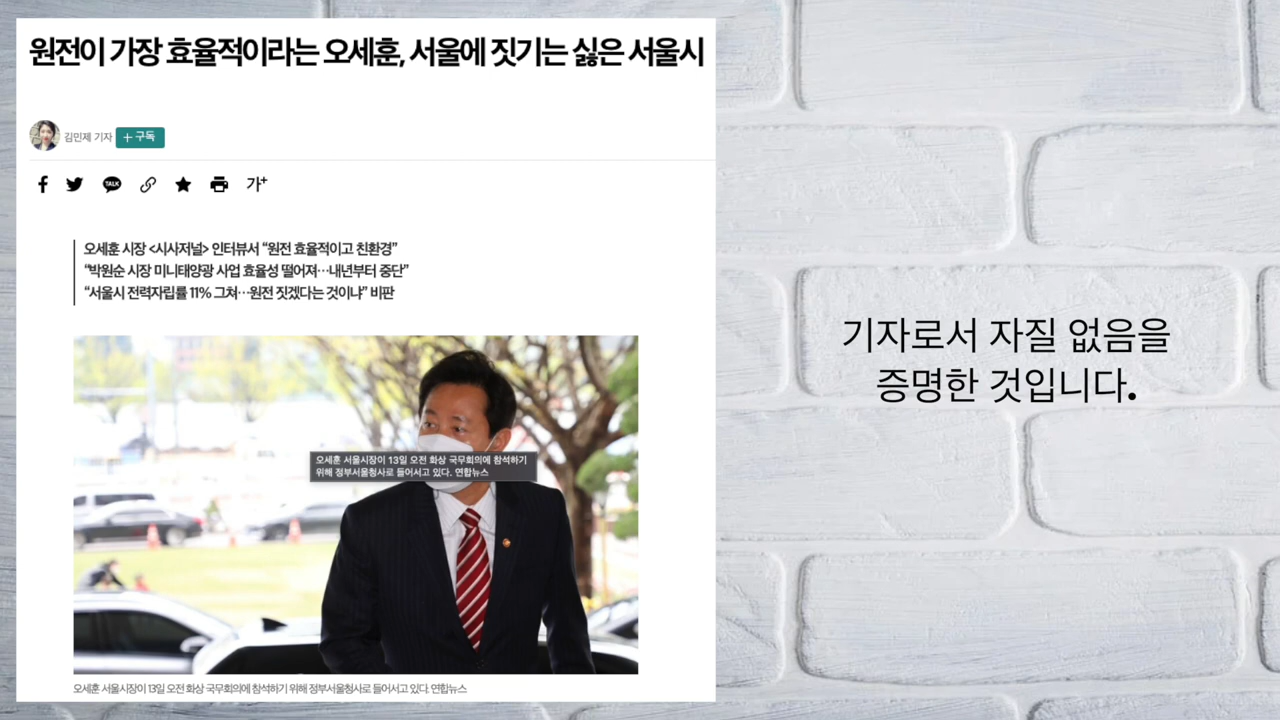 원전이 가장 효율적이라는 오세훈, 서울에 짓기는 싫은 서울시
김민제 기자
+ 구독
TALK
가+
오세훈 시장 <시사저널> 인터뷰서 “원전 효율적이고 친환경”
“박원순 시장 미니태양광 사업 효율성 떨어져…내년부터 중단”
“서울시 전력자립률 11% 그쳐…원전 짓겠다는 것이냐” 비판
오세훈 서울시장이 13일 오전 화상 국무회의에 참석하기
위해 정부서울청사로 들어서고 있다. 연합뉴스
오세훈 서울시장이 13일 오전 화상 국무회의에 참석하기 위해 정부서울청사로 들어서고 있다. 연합뉴스
기자로서 자질 없음을
증명한 것입니다.